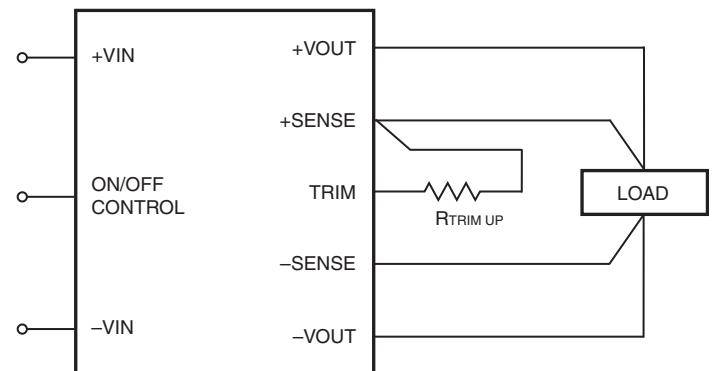 +VIN
+VOUT
+SENSE
ON/OFF
CONTROL
TRIM
RTRIM UP
LOAD
–SENSE
–VIN
–VOUT